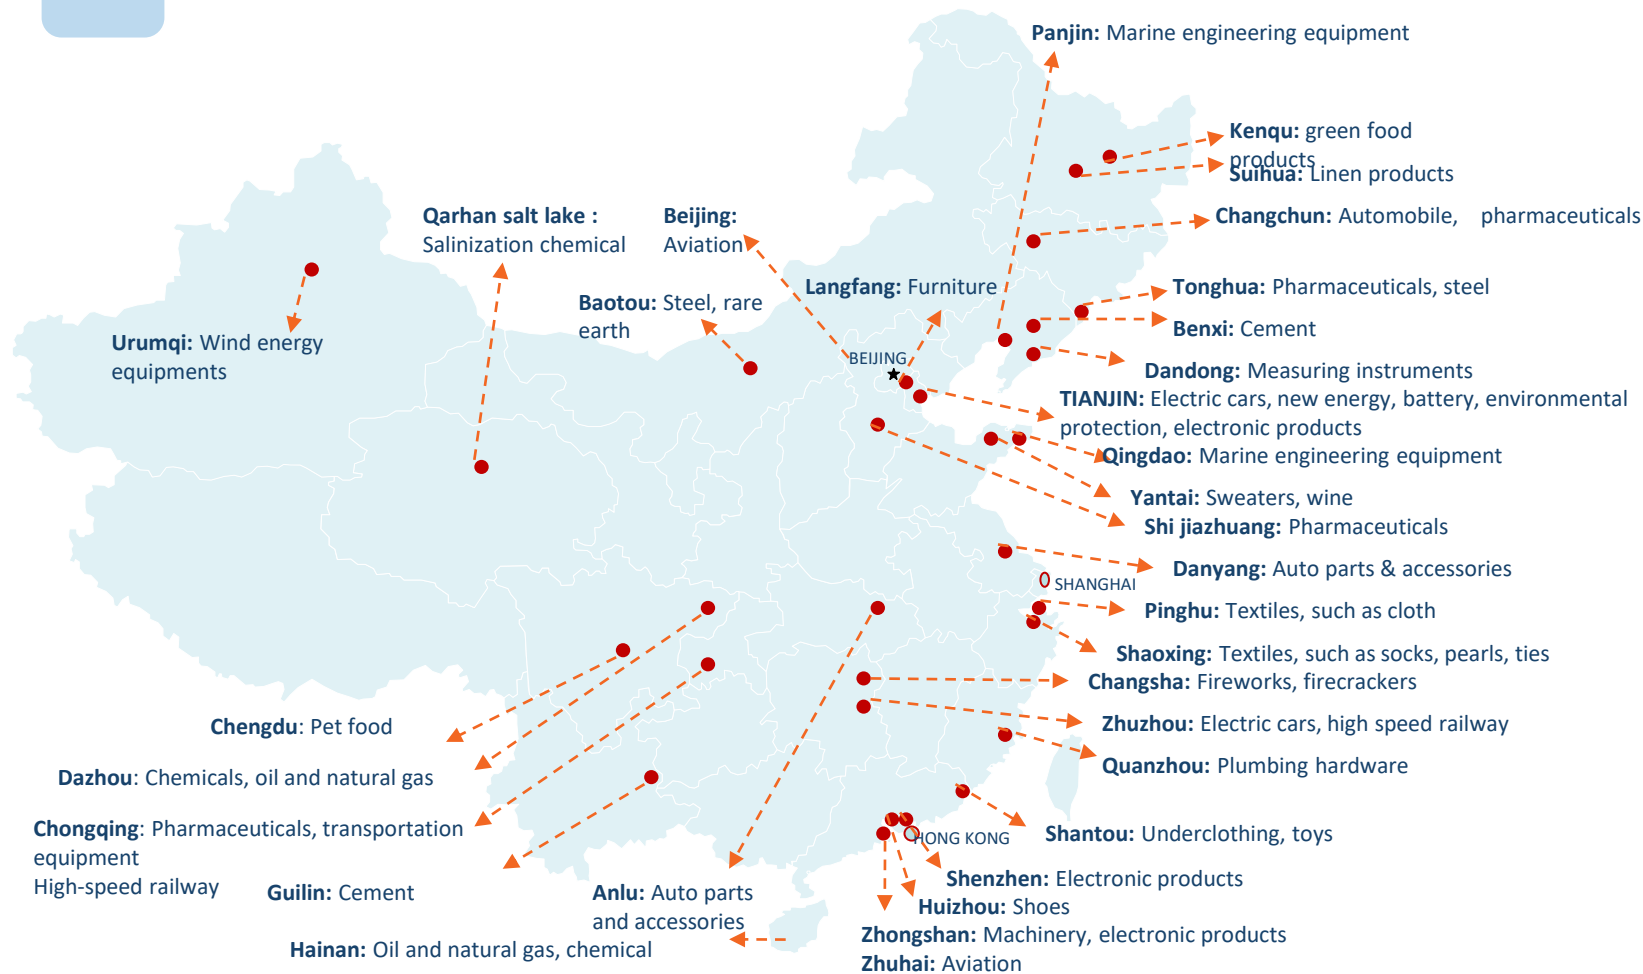 Panjin: Marine engineering equipment
Kenqu: green food
products
Suihua: Linen products
Qarhan salt lake :
Salinization chemical
Beijing:
Aviation
Changchun: Automobile, pharmaceuticals
Langfang: Furniture
Tonghua: Pharmaceuticals, steel
Baotou: Steel, rare
earth
Benxi: Cement
Urumqi: Wind energy
equipments
BEIJING
Dandong: Measuring instruments
TIANJIN: Electric cars, new energy, battery, environmental
protection, electronic products
Qingdao: Marine engineering equipment
Yantai: Sweaters, wine
Shi jiazhuang: Pharmaceuticals
Danyang: Auto parts & accessories
SHANGHAI
Pinghu: Textiles, such as cloth
Shaoxing: Textiles, such as socks, pearls, ties
Changsha: Fireworks, firecrackers
Chengdu: Pet food
Zhuzhou: Electric cars, high speed railway
Quanzhou: Plumbing hardware
Dazhou: Chemicals, oil and natural gas
Chongqing: Pharmaceuticals, transportation
equipment
High-speed railway
Shantou: Underclothing, toys
HONG KONG
Guilin: Cement
Anlu: Auto parts
and accessories
Shenzhen: Electronic products
Huizhou: Shoes
Hainan: Oil and natural gas, chemical
Zhongshan: Machinery, electronic products
Zhuhai: Aviation